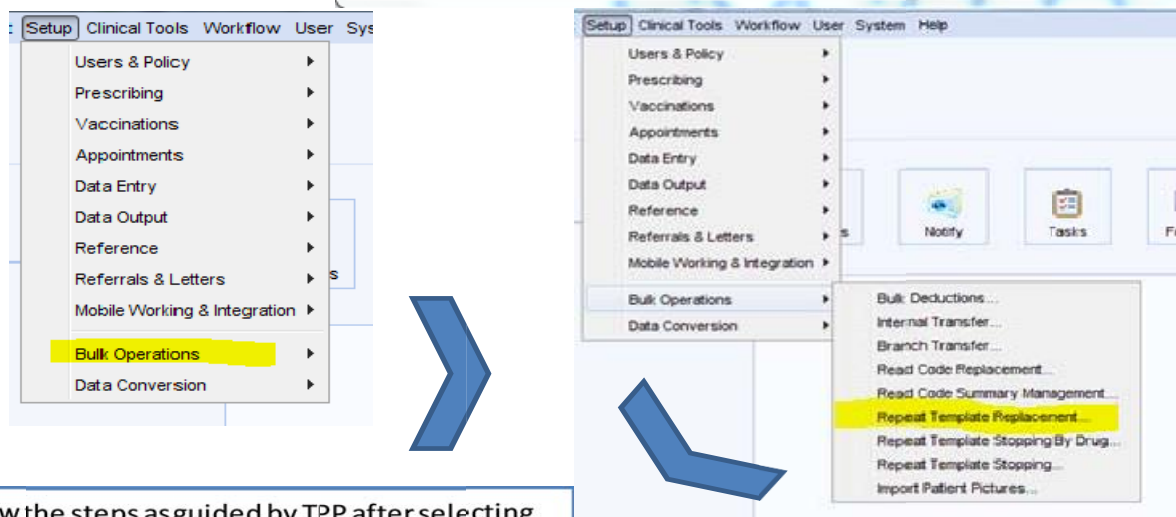 Setup Clinical Tools Workflow User Sys
Users & Policy
Prescribing
Vaccinations
Appointments
Data Entry
Data Output
Reference
Referrals & Letters
Mobile Working & Integration
Bulk Operations
Data Conversion
s
Setup Clinical Tools Workflow User System Help
Users & Policy
Prescribing
Vaccinations
Appointments
Data Entry
Data Output
Reference
Referrals & Letters
Mobile Working & Integration
Bulk Operations
Data Conversion
s
Notify
Tasks
Bulk Deductions...
Internal Transfer...
Branch Transfer...
Read Code Replacement...
Read Code Summary Management...
Repeat Template Replacement...
Repeat Template Stopping By Drug...
Repeat Template Stopping...
Import Patient Pictures...
w the steps as guided by TPP after selecting